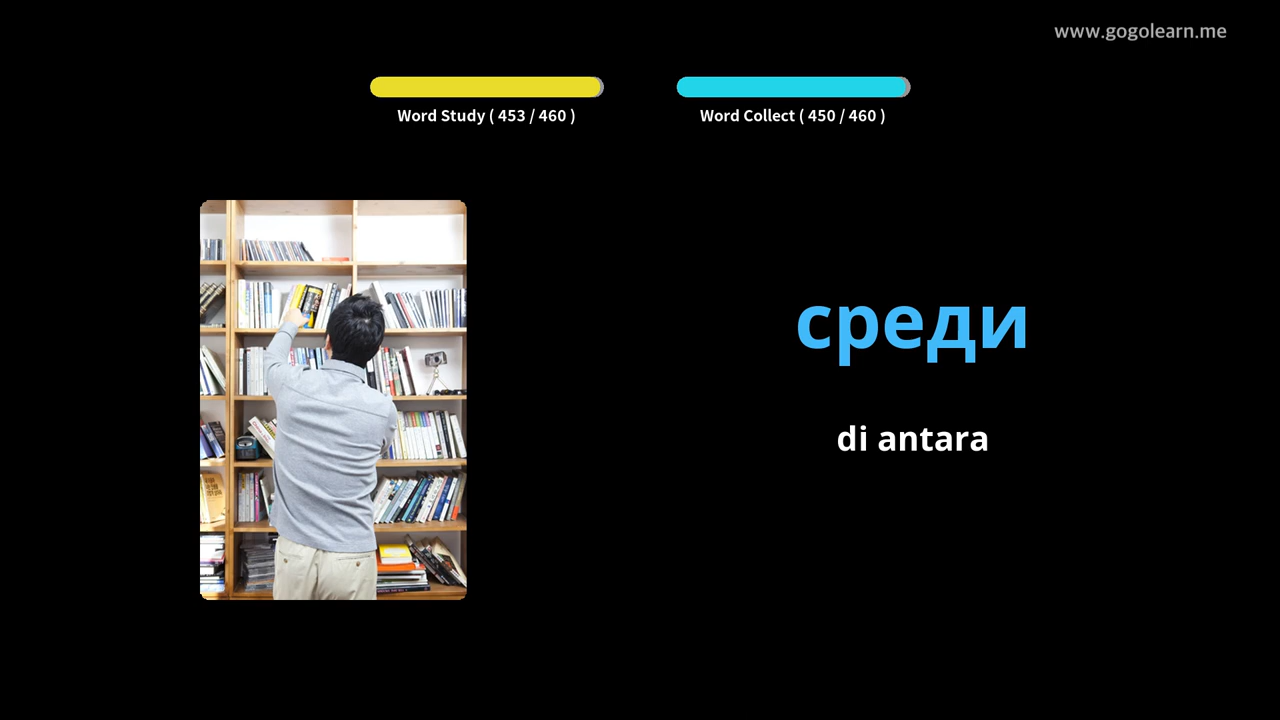 www.gogolearn.me
Word Study ( 453 / 460 )
Word Collect ( 450 / 460 )
среди
di antara